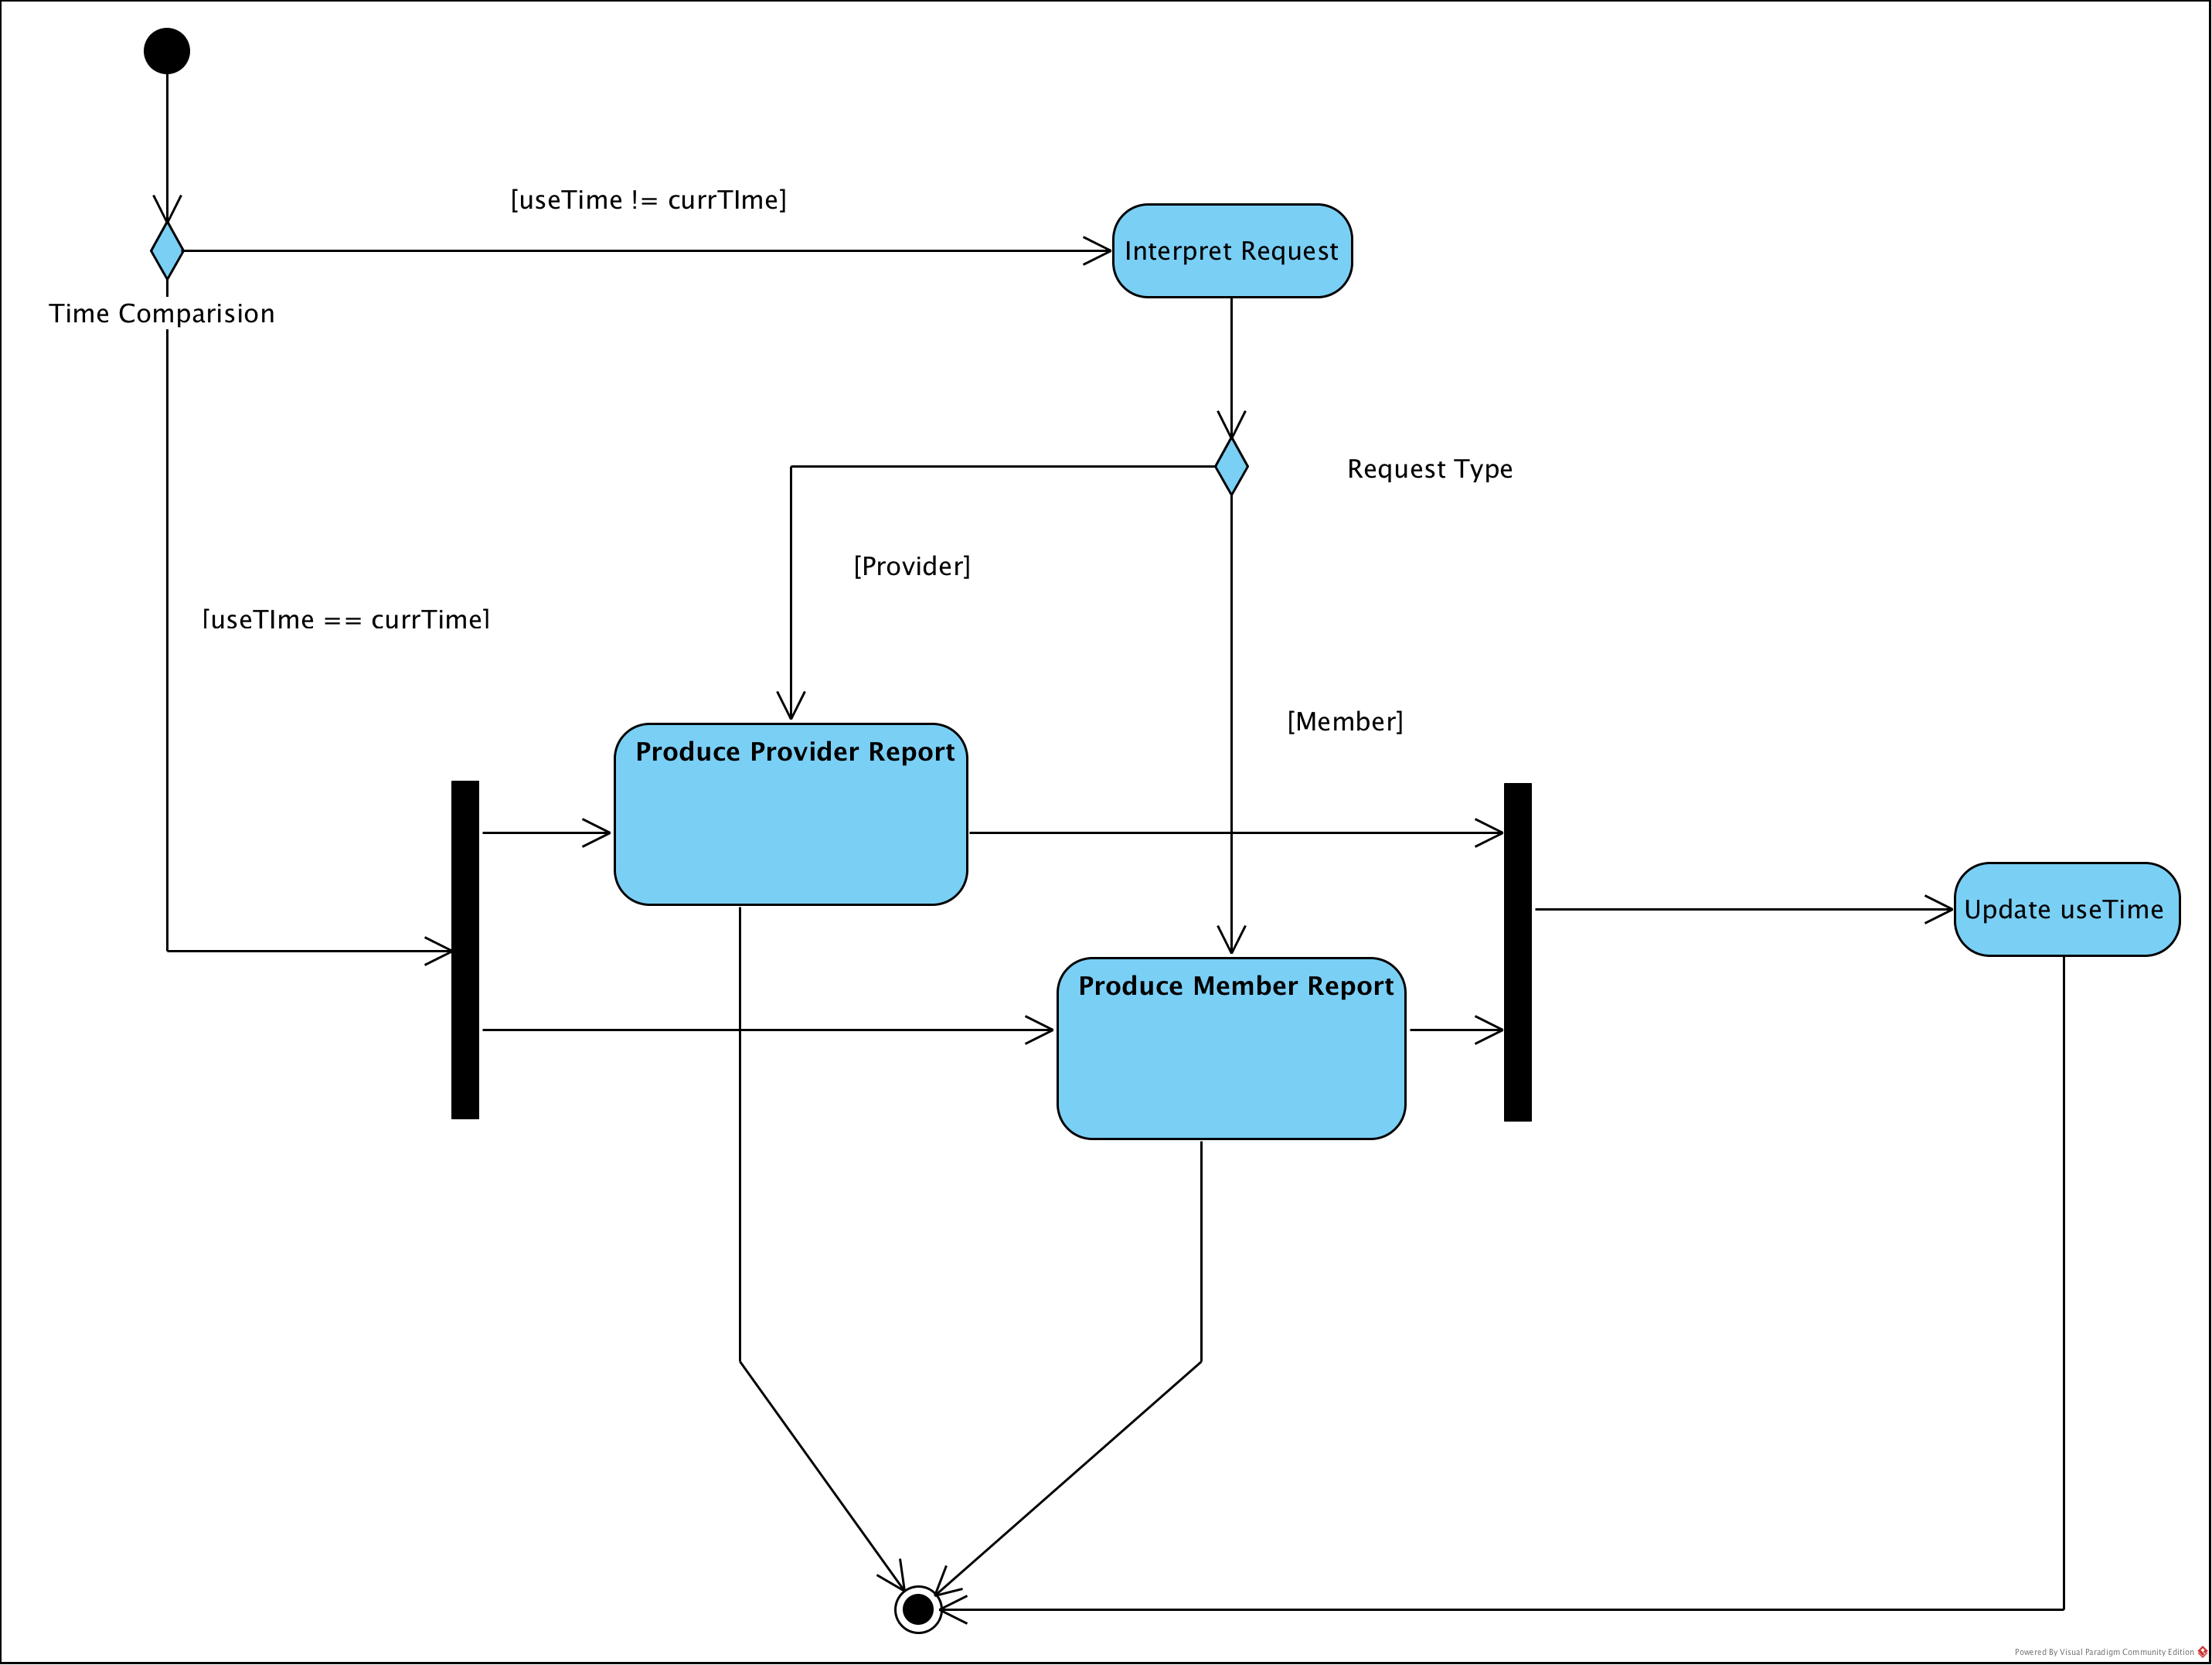 [useTime != currTIme]
Interpret Request
Time Comparision
Request Type
[Provider]
[useTIme == currTime]
[Member]
Produce Provider Report
Update useTime
Produce Member Report
Powered By Visual Paradigm Community Edition